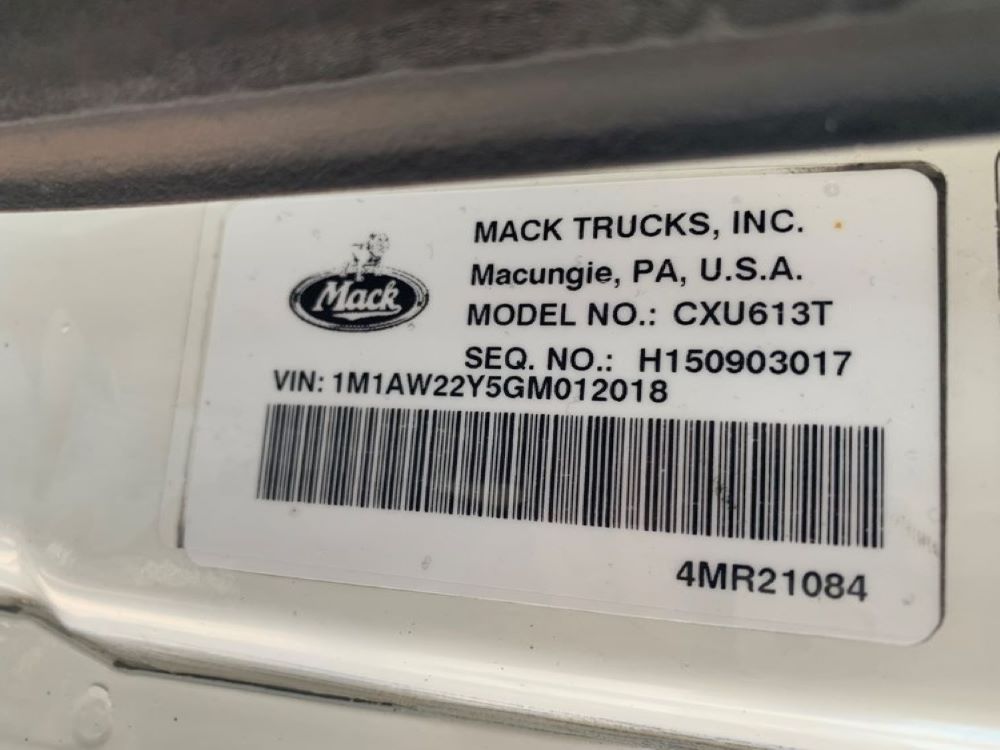 Mack
MACK TRUCKS, INC.
Macungie, PA, U.S.A.
MODEL NO.: CXU613T
SEQ. NO.: H150903017
VIN: 1M1AW22Y5GM012018
4MR21084